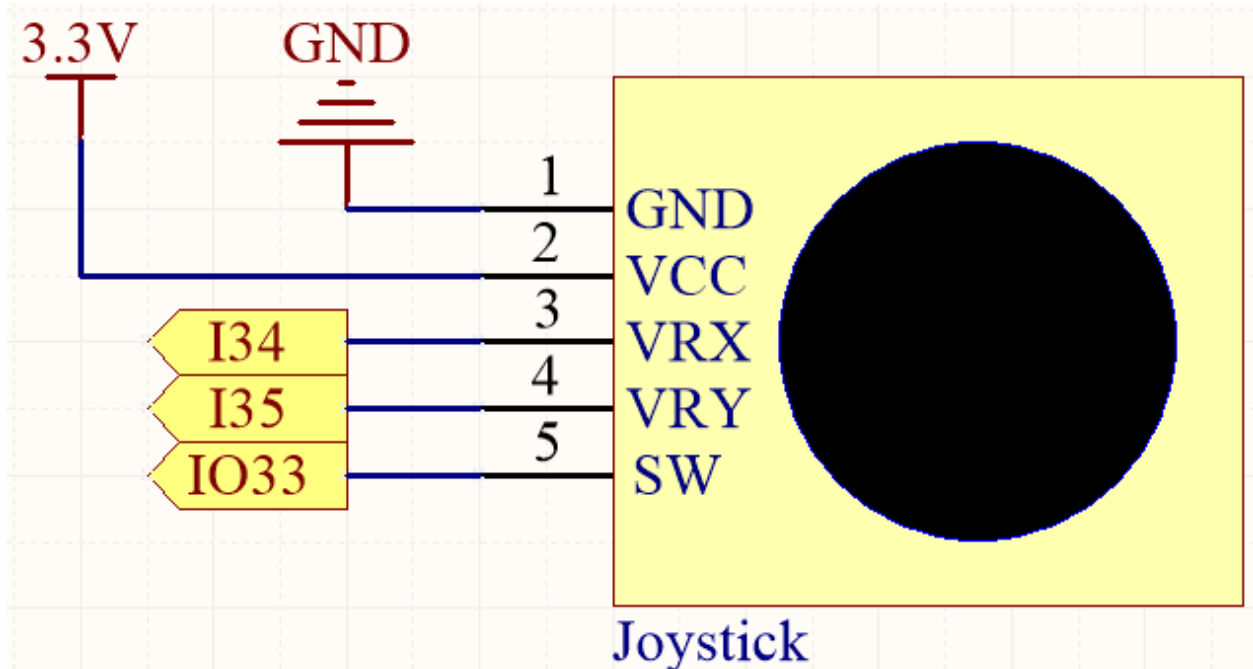 3.3V
GND
1
GND
2
VCC
I34
3
VRX
I35
4
VRY
IO33
5
SW
Joystick